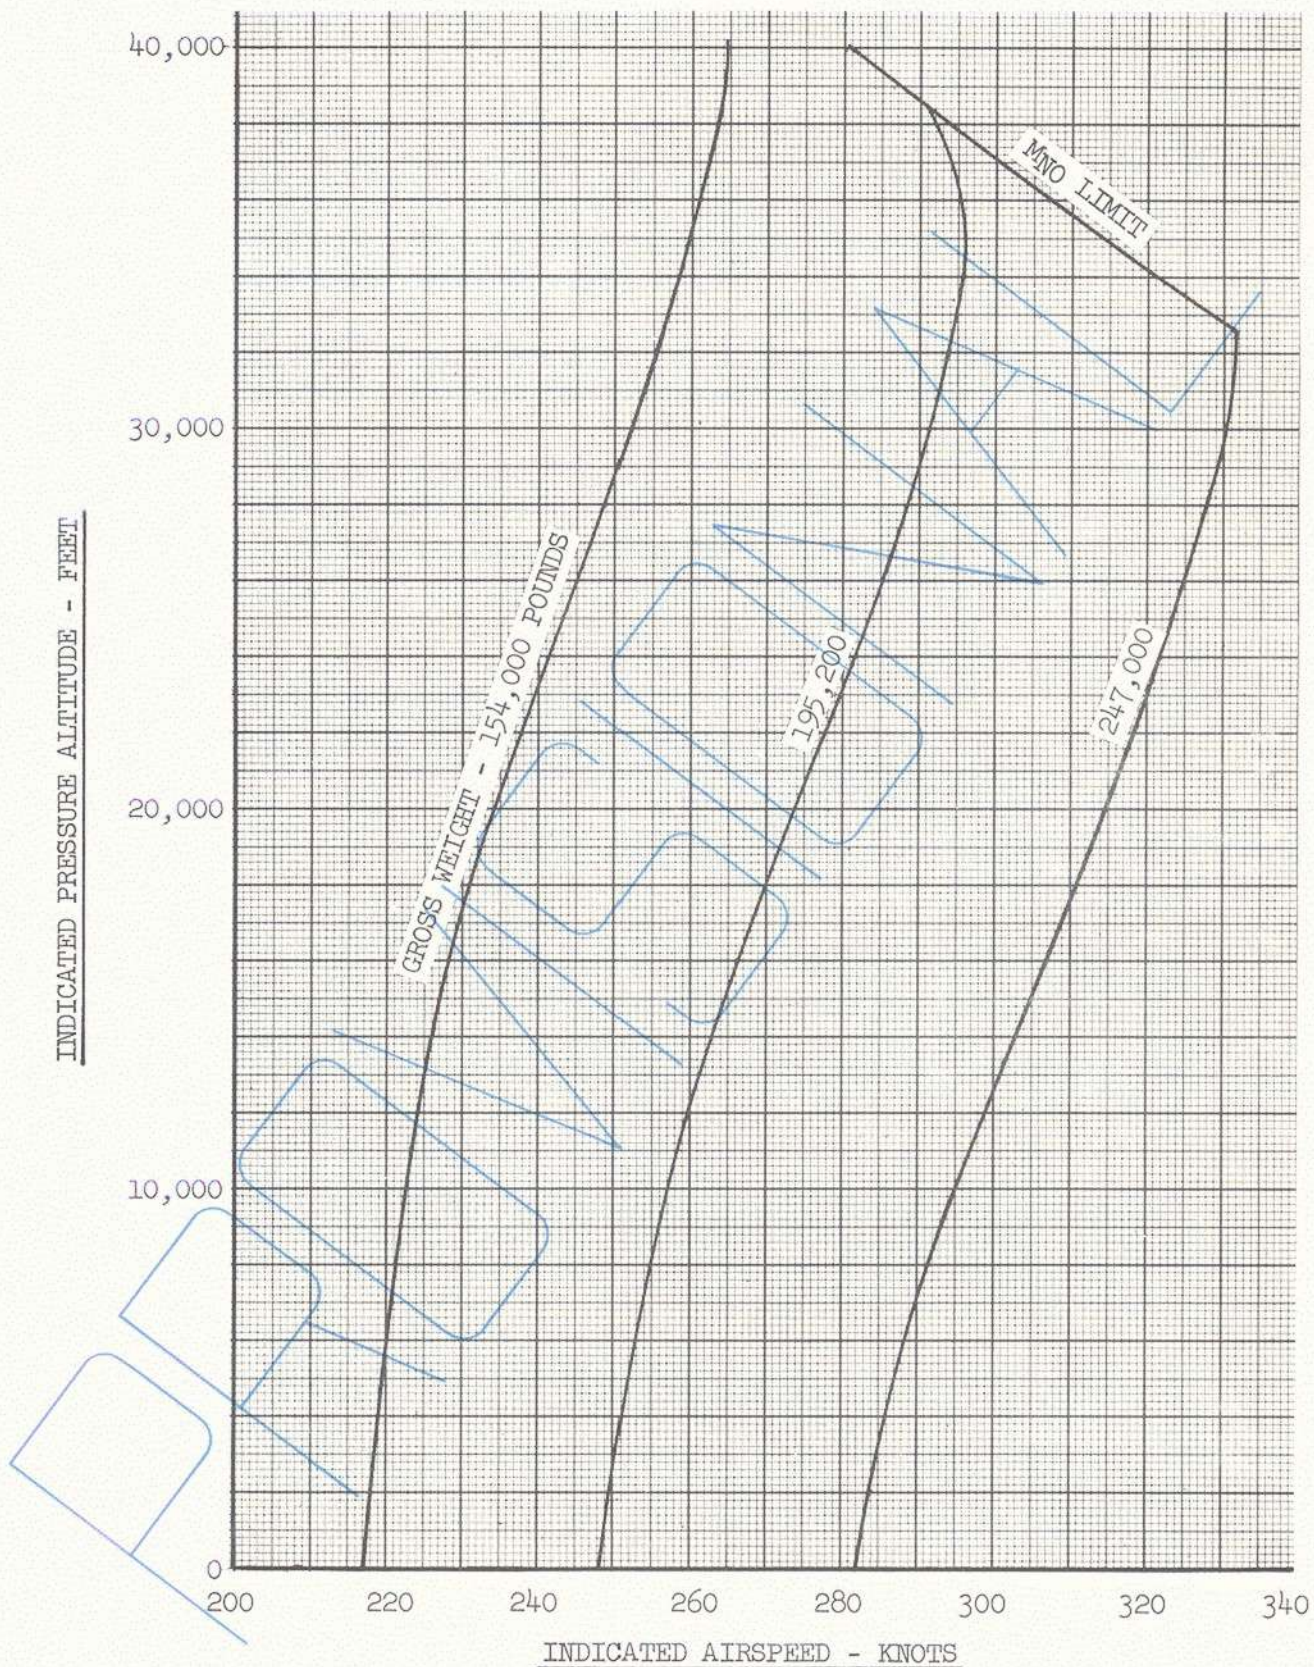 40,000
30,000
20,000
10,000
0
INDICATED PRESSURE ALTITUDE - FEET
MNO LIMIT
GROSS WEIGHT - 154,000 POUNDS
195,200
247,000
PROVISIONAL
200 220 240 260 280 300 320 340
INDICATED AIRSPEED - KNOTS